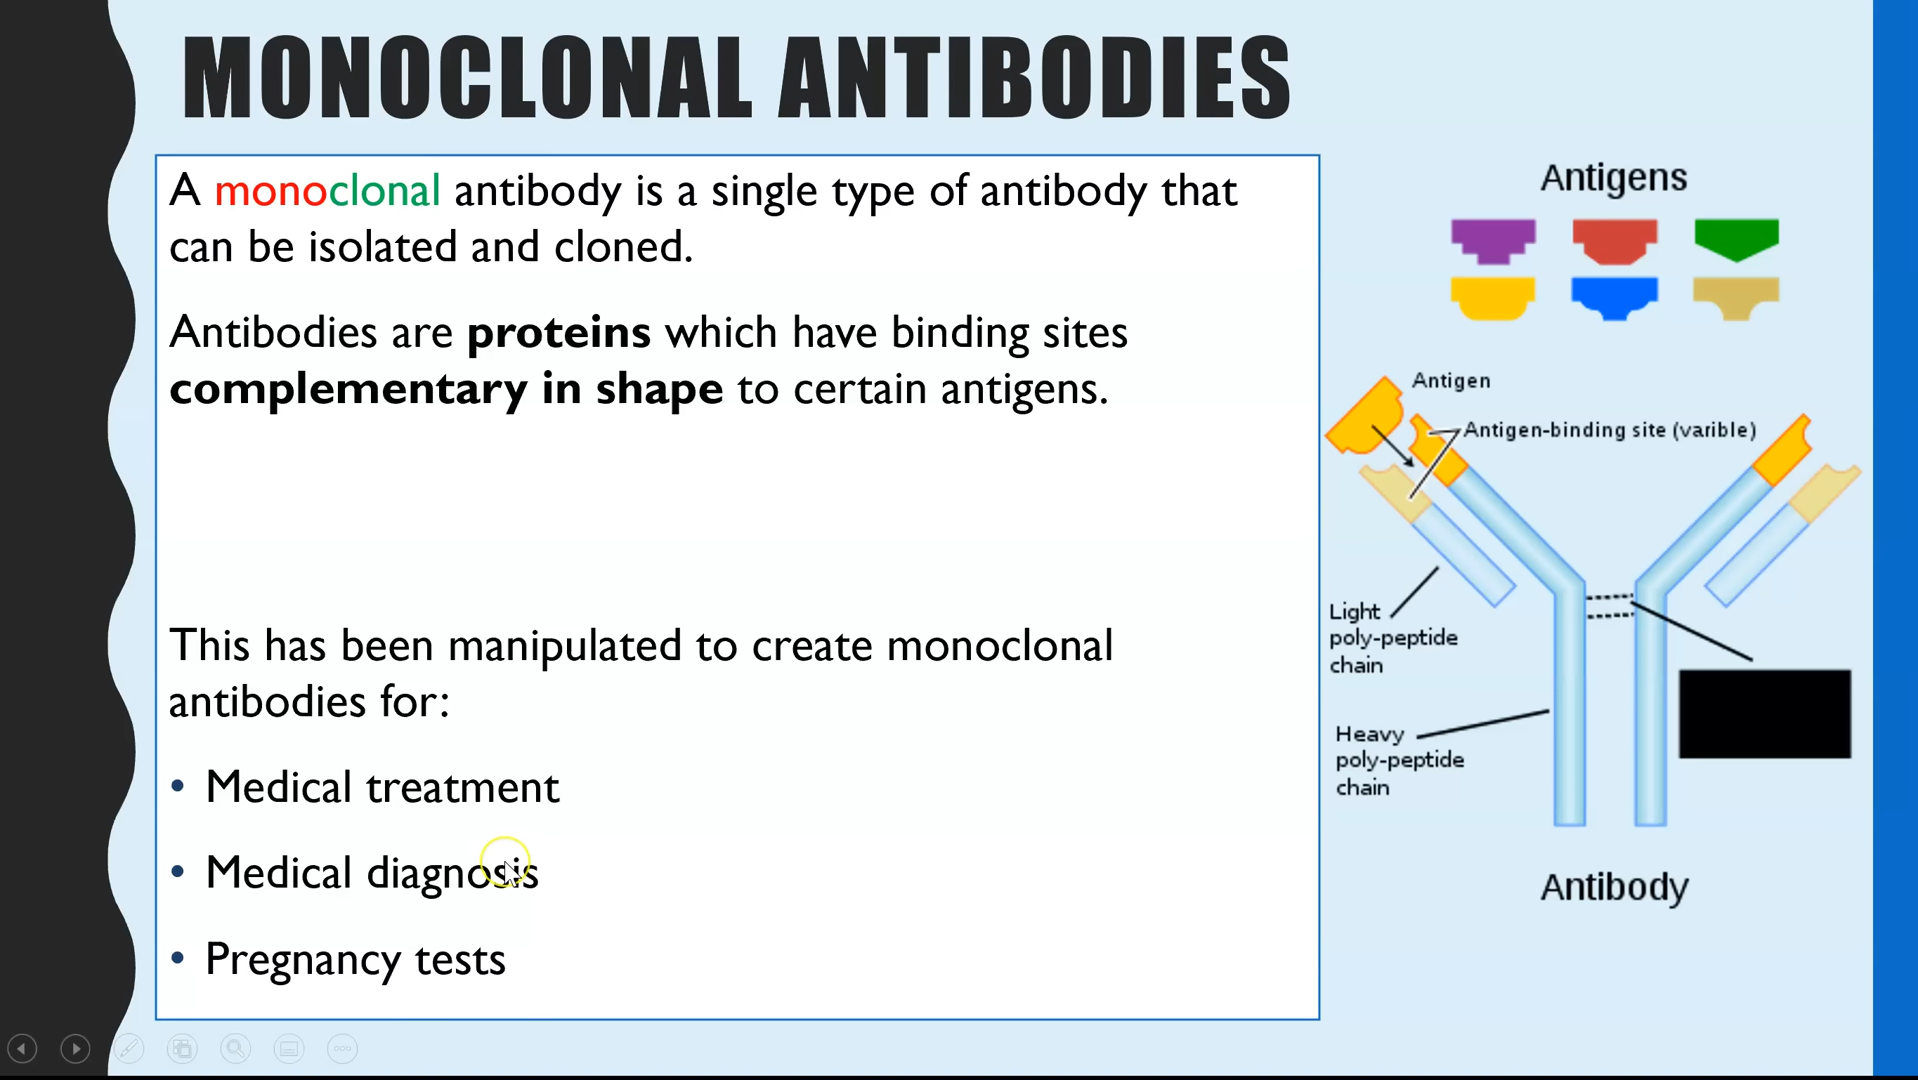 MONOCLONAL ANTIBODIES
A monoclonal antibody is a single type of antibody that
can be isolated and cloned.
Antibodies are proteins which have binding sites
complementary in shape to certain antigens.
This has been manipulated to create monoclonal
antibodies for:
• Medical treatment
• Medical diagnosis
• Pregnancy tests
Antigens
Antigen
Antigen-binding site (varible)
Light
poly-peptide
chain
Heavy
poly-peptide
chain
Antibody